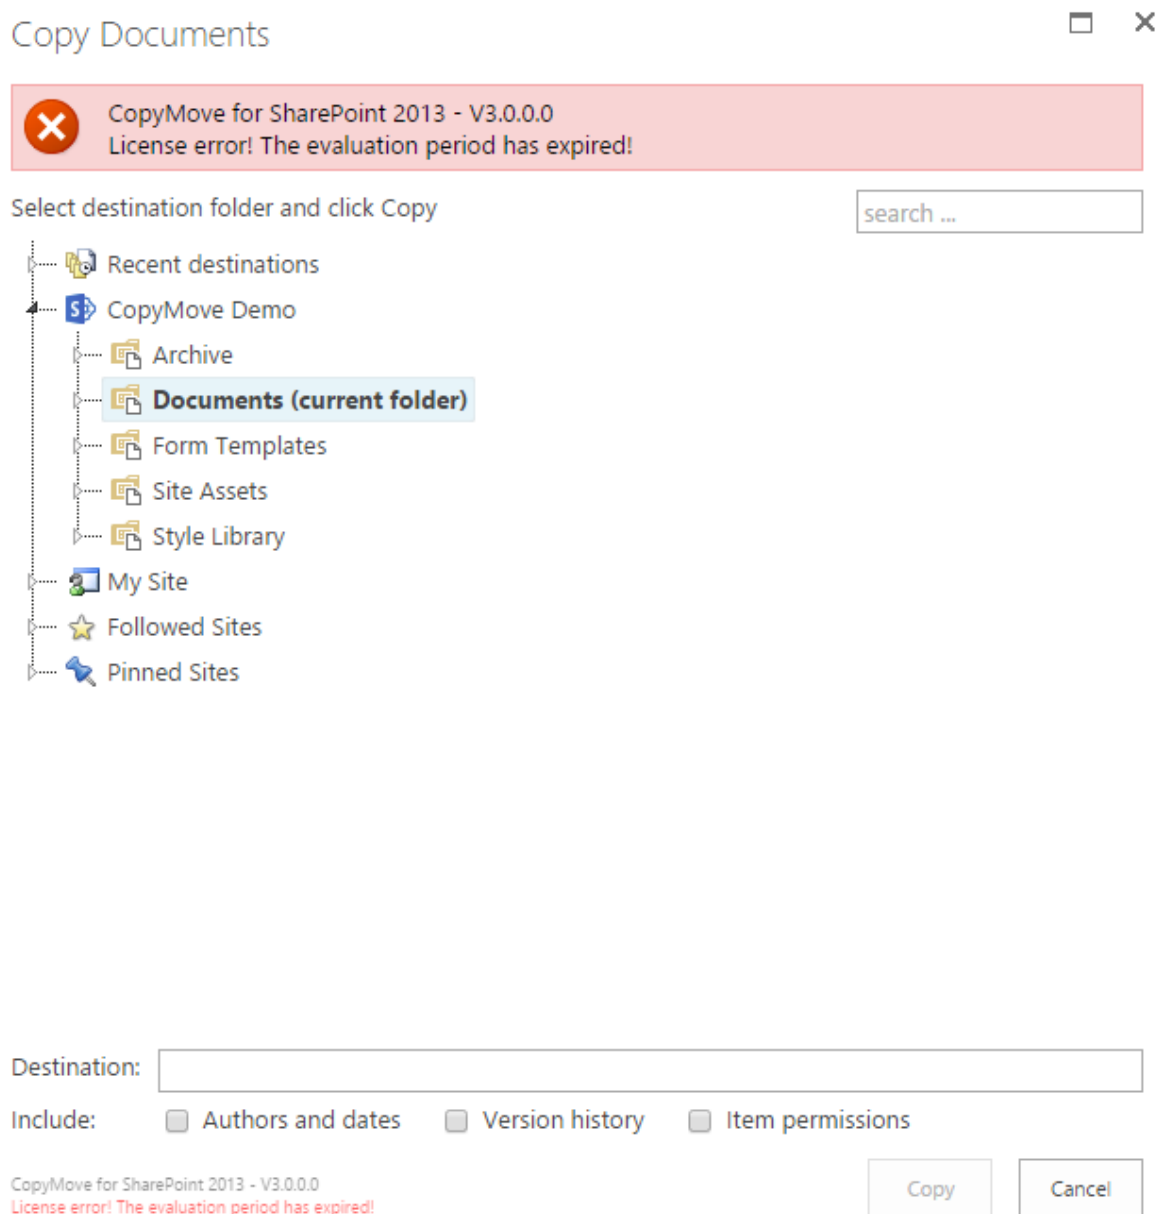 Copy Documents
CopyMove for SharePoint 2013 - V3.0.0.0
License error! The evaluation period has expired!
Select destination folder and click Copy
search ...
Recent destinations
CopyMove Demo
Archive
Documents (current folder)
Form Templates
Site Assets
Style Library
My Site
Followed Sites
Pinned Sites
Destination:
Include: Authors and dates Version history Item permissions
CopyMove for SharePoint 2013 - V3.0.0.0
License error! The evaluation period has expired!
Copy Cancel